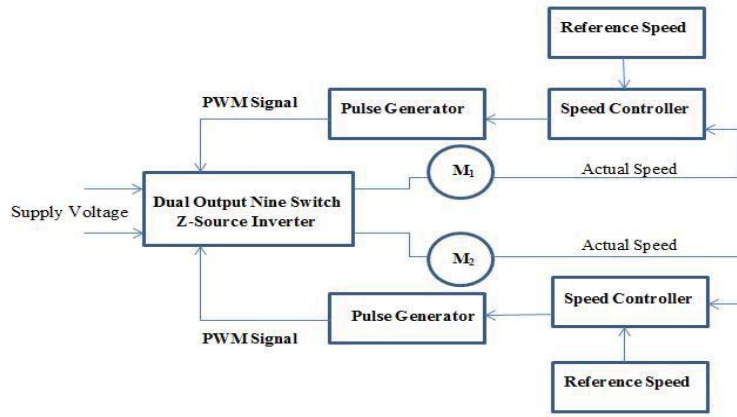 Reference Speed
PWM Signal
Pulse Generator
Speed Controller
M₁
Actual Speed
Dual Output Nine Switch
Z-Source Inverter
Supply Voltage
M₂
Actual Speed
Speed Controller
Pulse Generator
PWM Signal
Reference Speed